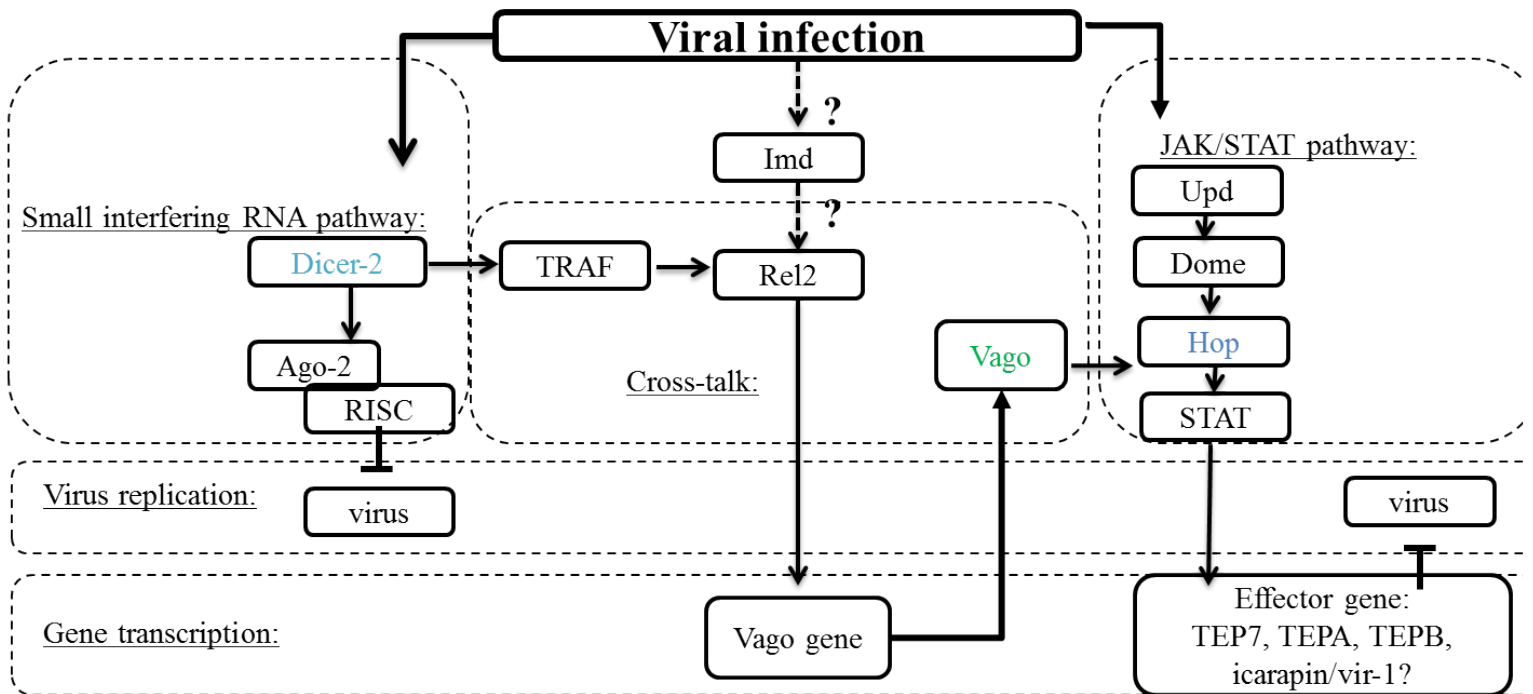 Viral infection
?
Imd
JAK/STAT pathway:
Upd
Small interfering RNA pathway:
?
Dicer-2
TRAF
Rel2
Dome
Ago-2
Vago
Hop
Cross-talk:
RISC
STAT
Virus replication:
virus
virus
Gene transcription:
Vago gene
Effector gene:
TEP7, TEPA, TEPB,
icarapin/vir-1?